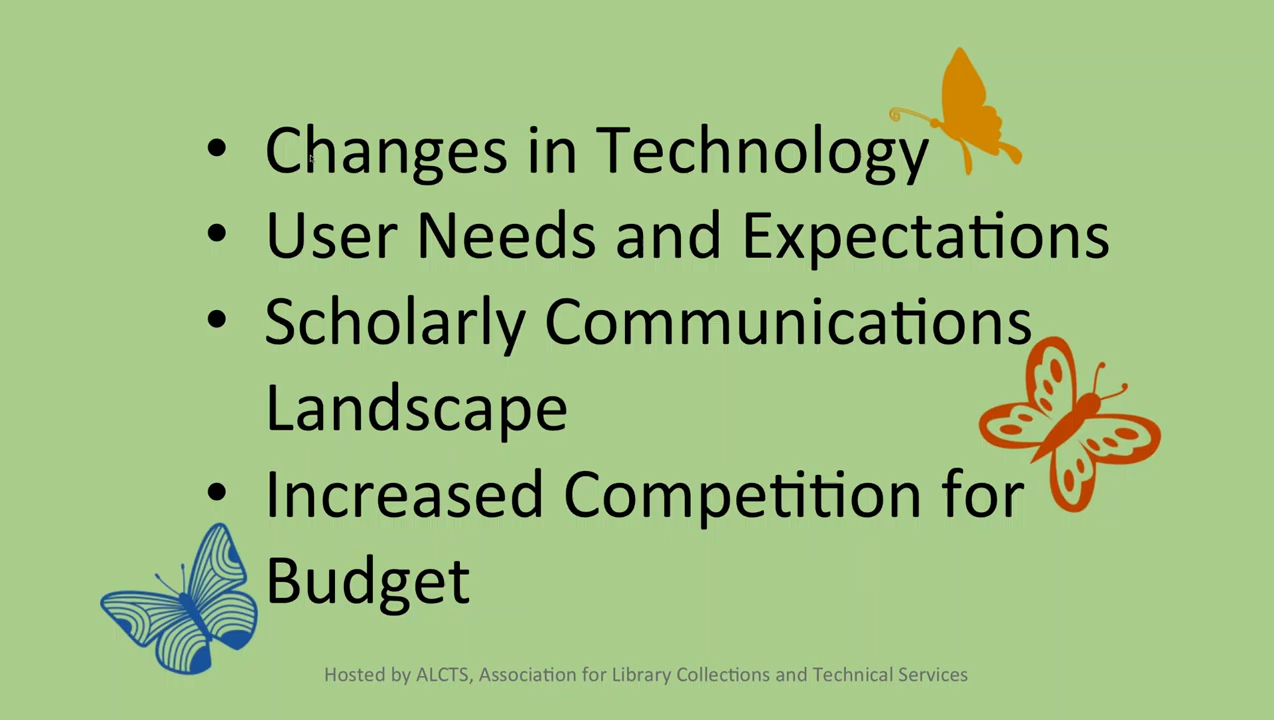 • Changes in Technology
• User Needs and Expectations
• Scholarly Communications
Landscape
• Increased Competition for
Budget
Hosted by ALCTS, Association for Library Collections and Technical Services